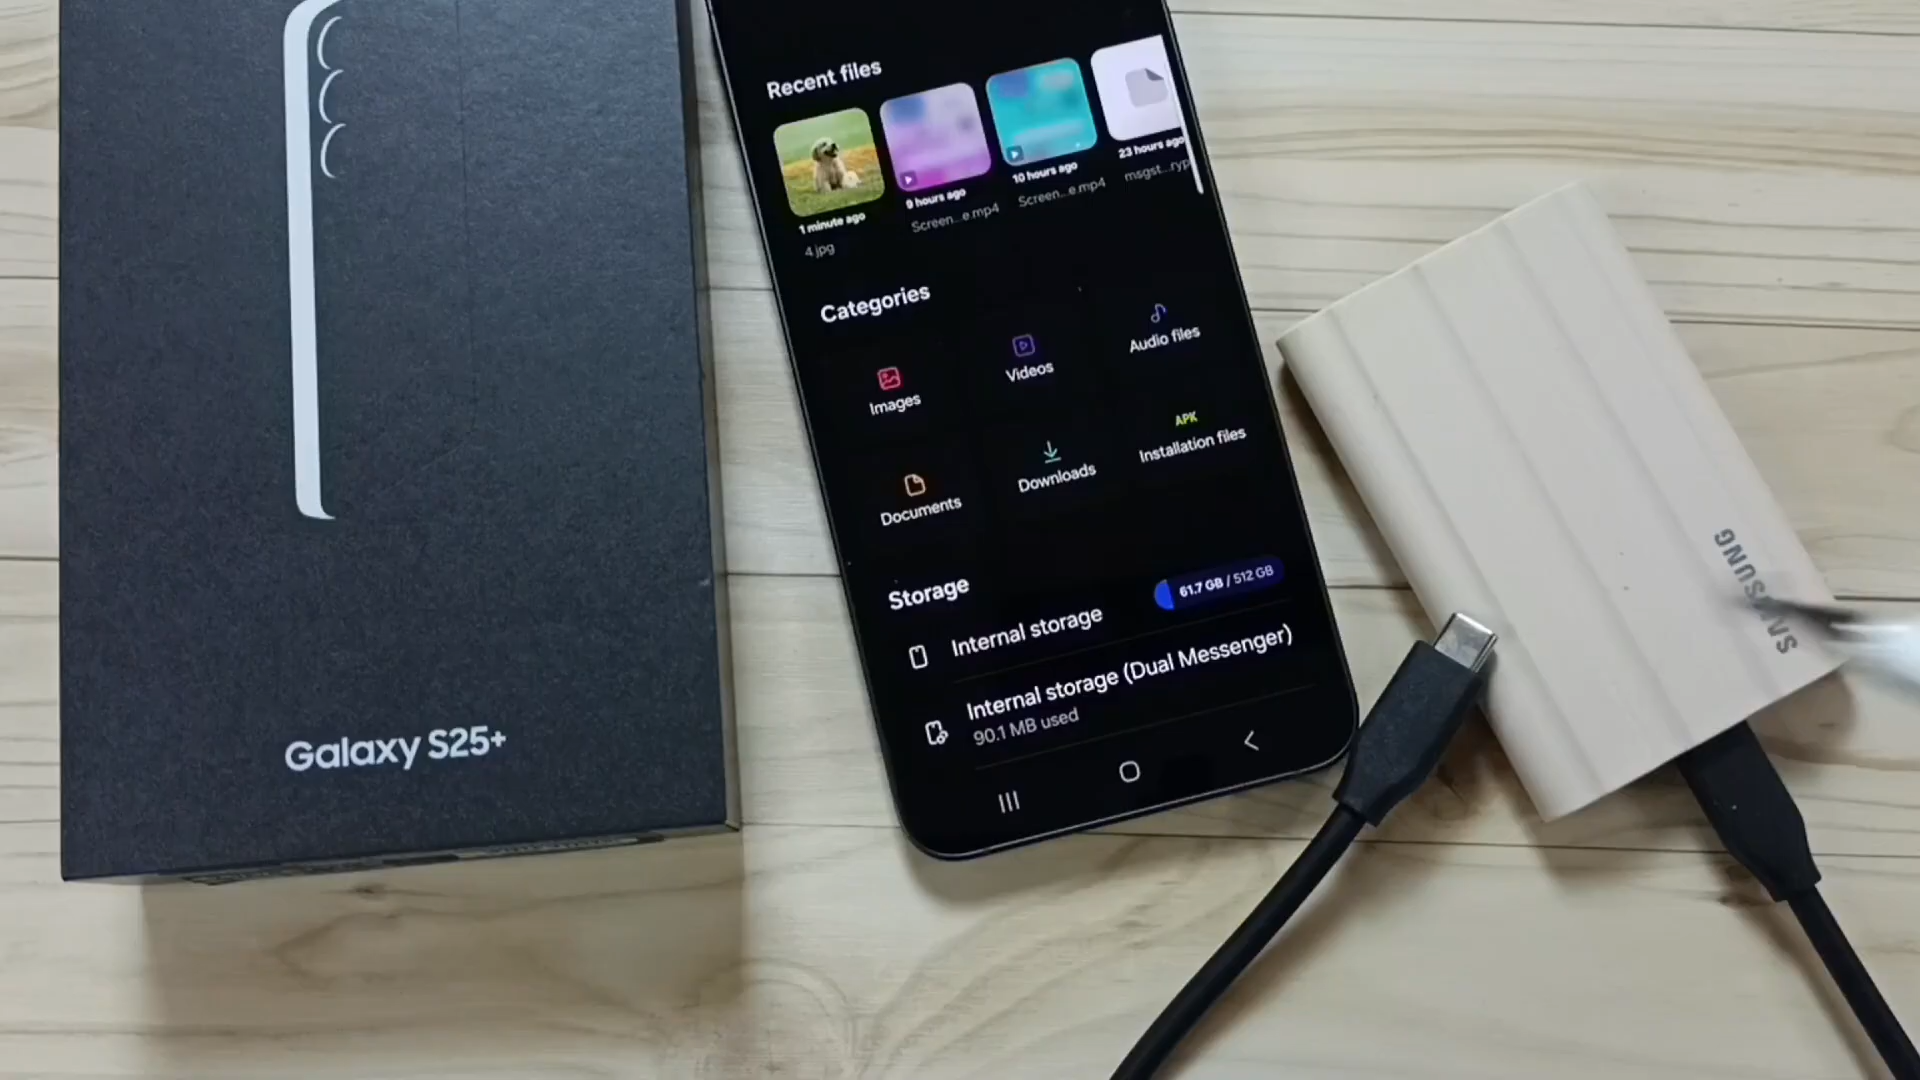 Galaxy S25+
Recent files
1 minute ago
4.jpg
9 hours ago
Screen...e.mp4
10 hours ago
Screen...e.mp4
23 hours ago
msgst...ryp
Categories
Images
Videos
Audio files
Documents
Downloads
APK
Installation files
Storage
Internal storage
61.7 GB / 512 GB
Internal storage (Dual Messenger)
90.1 MB used
SAMSUNG